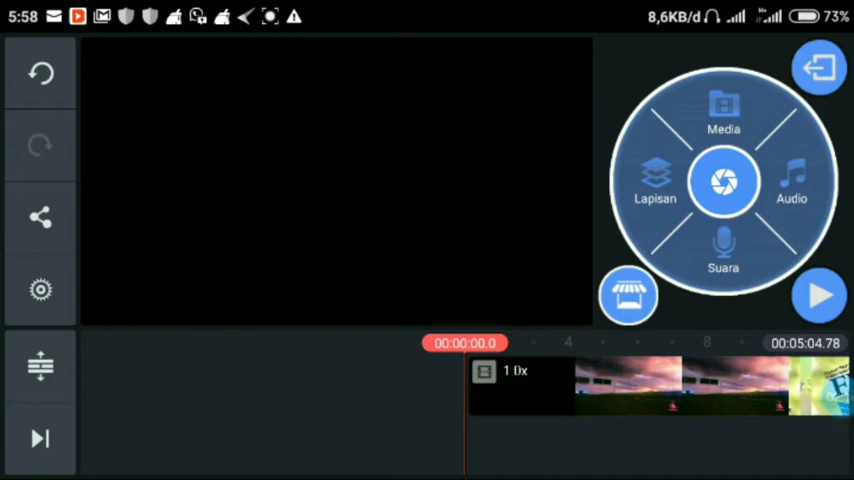 5:58
8,6KB/d
73%
Media
Lapisan
Audio
Suara
00:00:00.0
4
8
00:05:04.78
1 0x